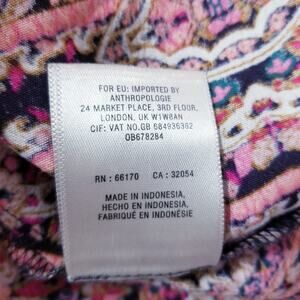 FOR EU: IMPORTED BY
ANTHROPOLOGIE
24 MARKET PLACE, 3RD FLOOR,
LONDON, UK W1W8AN
CIF: VAT NO.GB 684936362
OB678284
RN : 66170 CA : 32054
MADE IN INDONESIA,
HECHO EN INDONESIA,
FABRIQUÉ EN INDONÉSIE